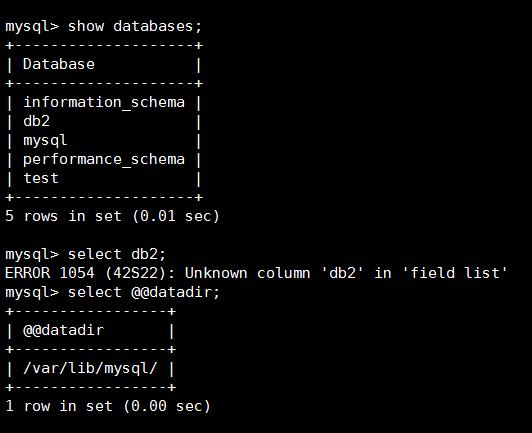 mysql> show databases;
+--------------------+
| Database           |
+--------------------+
| information_schema |
| db2                |
| mysql              |
| performance_schema |
| test               |
+--------------------+
5 rows in set (0.01 sec)

mysql> select db2;
ERROR 1054 (42S22): Unknown column 'db2' in 'field list'
mysql> select @@datadir;
+-----------------+
| @@datadir       |
+-----------------+
| /var/lib/mysql/ |
+-----------------+
1 row in set (0.00 sec)